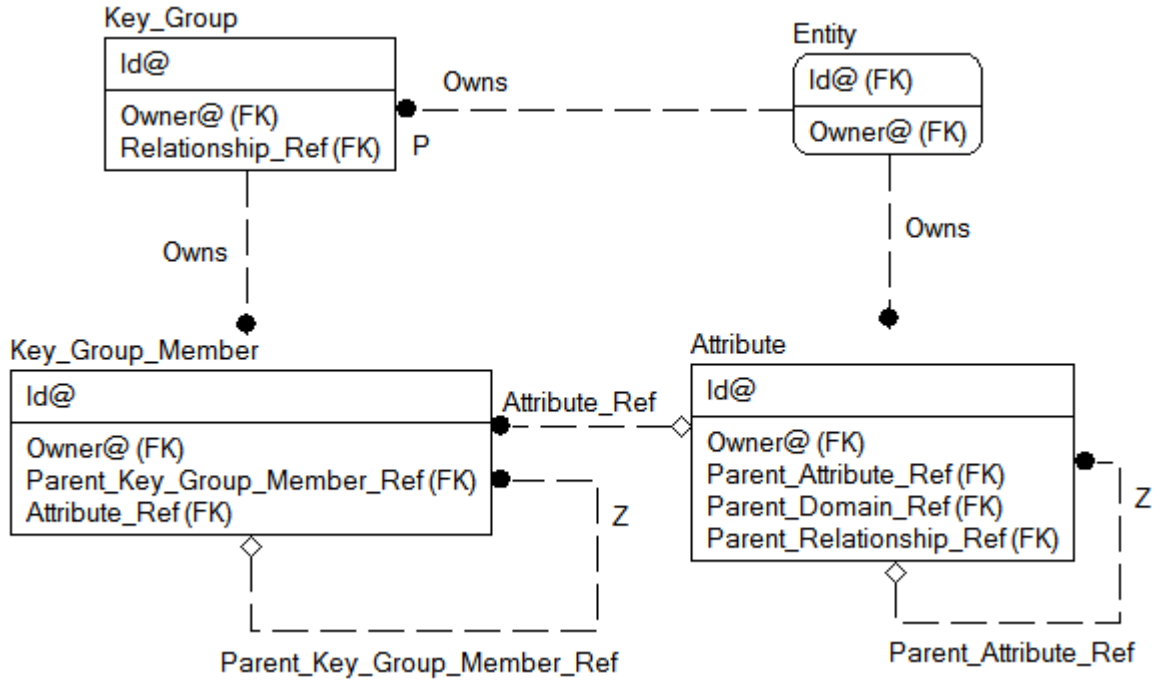 Key_Group
Id@
Owner@ (FK)
Relationship_Ref (FK)
Owns
P
Entity
Id@ (FK)
Owner@ (FK)
Owns
Owns
Key_Group_Member
Id@
Owner@ (FK)
Parent_Key_Group_Member_Ref (FK)
Attribute_Ref (FK)
Attribute_Ref
Z
Parent_Key_Group_Member_Ref
Attribute
Id@
Owner@ (FK)
Parent_Attribute_Ref (FK)
Parent_Domain_Ref (FK)
Parent_Relationship_Ref (FK)
Z
Parent_Attribute_Ref